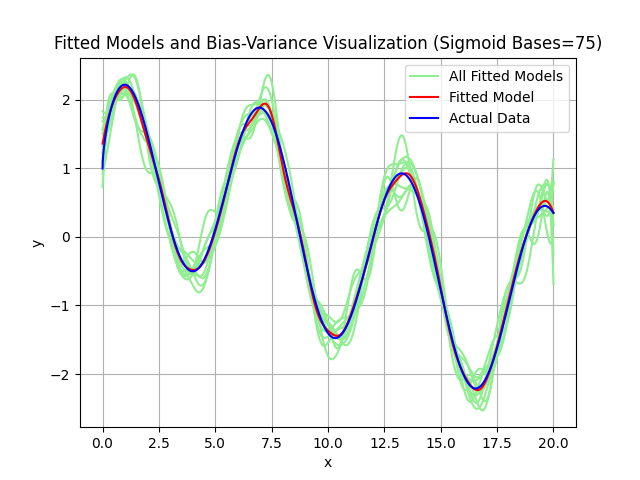 Fitted Models and Bias-Variance Visualization (Sigmoid Bases=75)
All Fitted Models
Fitted Model
Actual Data
y
2
1
0
−1
−2
0.0 2.5 5.0 7.5 10.0 12.5 15.0 17.5 20.0
x